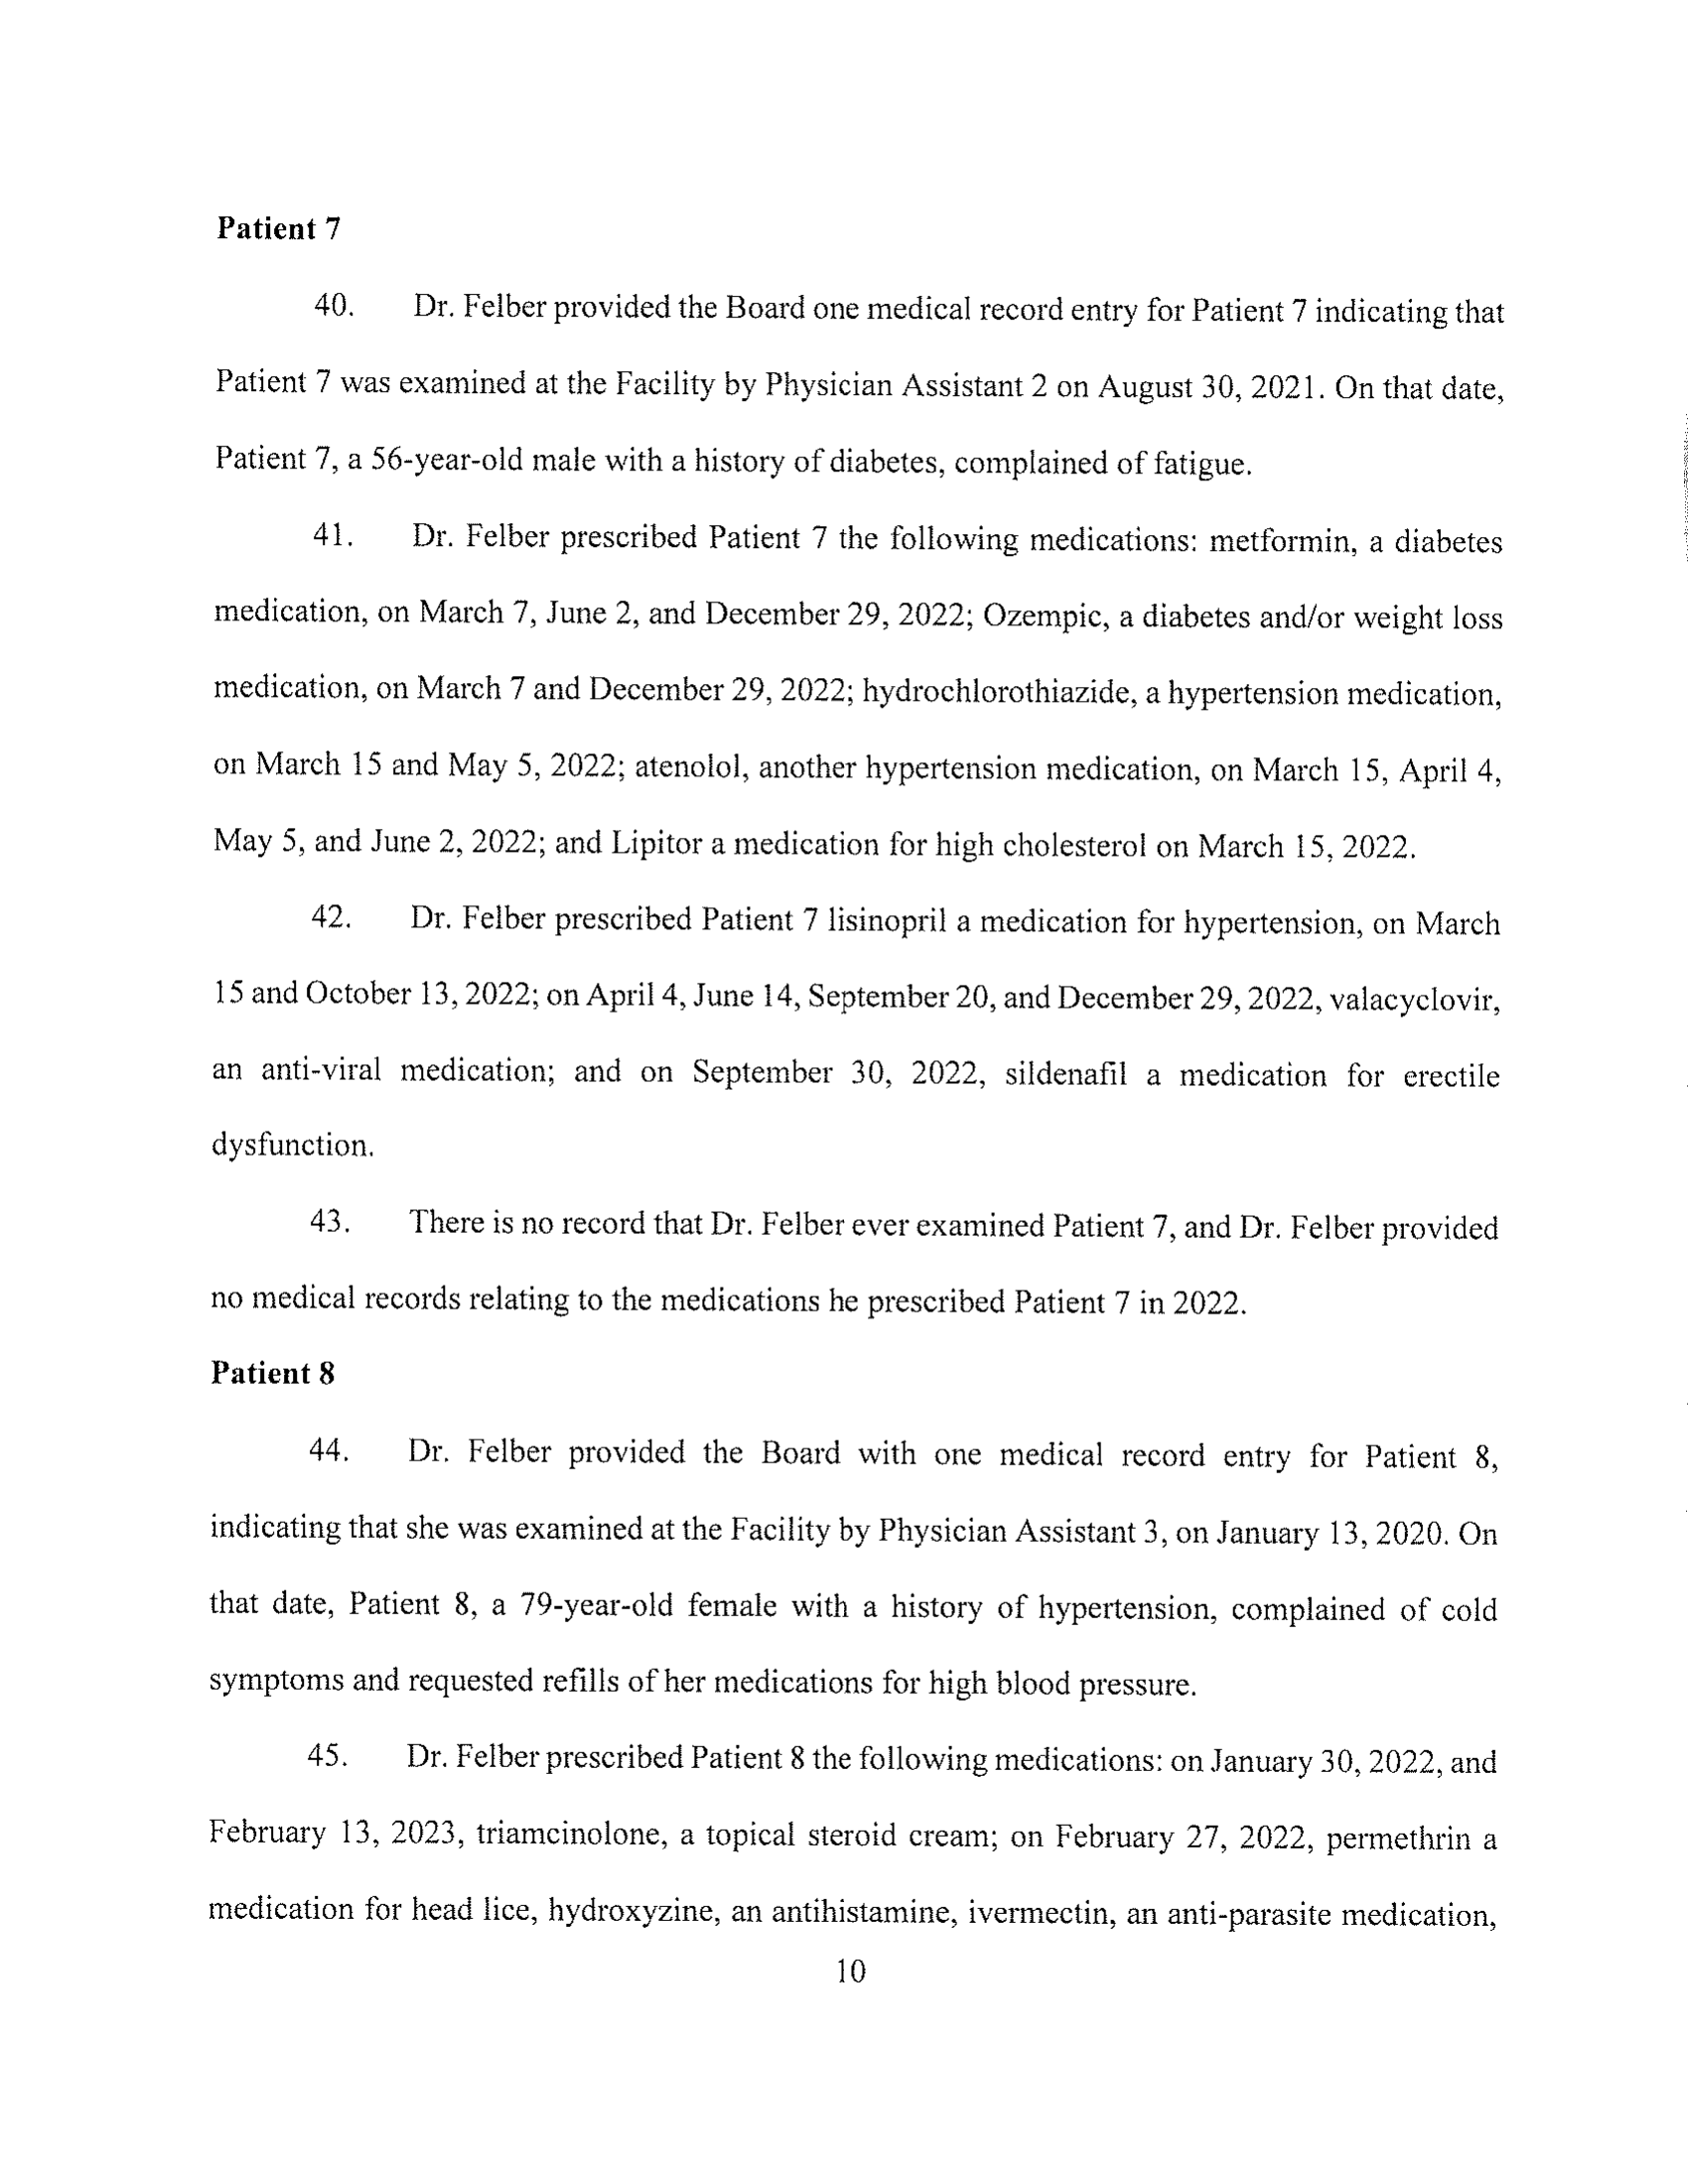 Patient 7
40. Dr. Felber provided the Board one medical record entry for Patient 7 indicating that
Patient 7 was examined at the Facility by Physician Assistant 2 on August 30, 2021. On that date,
Patient 7, a 56-year-old male with a history of diabetes, complained of fatigue.
41. Dr. Felber prescribed Patient 7 the following medications: metformin, a diabetes
medication, on March 7, June 2, and December 29, 2022; Ozempic, a diabetes and/or weight loss
medication, on March 7 and December 29, 2022; hydrochlorothiazide, a hypertension medication,
on March 15 and May 5, 2022; atenolol, another hypertension medication, on March 15, April 4,
May 5, and June 2, 2022; and Lipitor a medication for high cholesterol on March 15, 2022.
42. Dr. Felber prescribed Patient 7 lisinopril a medication for hypertension, on March
15 and October 13, 2022; on April 4, June 14, September 20, and December 29, 2022, valacyclovir,
an anti-viral medication; and on September 30, 2022, sildenafil a medication for erectile
dysfunction.
43. There is no record that Dr. Felber ever examined Patient 7, and Dr. Felber provided
no medical records relating to the medications he prescribed Patient 7 in 2022.
Patient 8
44. Dr. Felber provided the Board with one medical record entry for Patient 8,
indicating that she was examined at the Facility by Physician Assistant 3, on January 13, 2020. On
that date, Patient 8, a 79-year-old female with a history of hypertension, complained of cold
symptoms and requested refills of her medications for high blood pressure.
45. Dr. Felber prescribed Patient 8 the following medications: on January 30, 2022, and
February 13, 2023, triamcinolone, a topical steroid cream; on February 27, 2022, permethrin a
medication for head lice, hydroxyzine, an antihistamine, ivermectin, an anti-parasite medication,
10